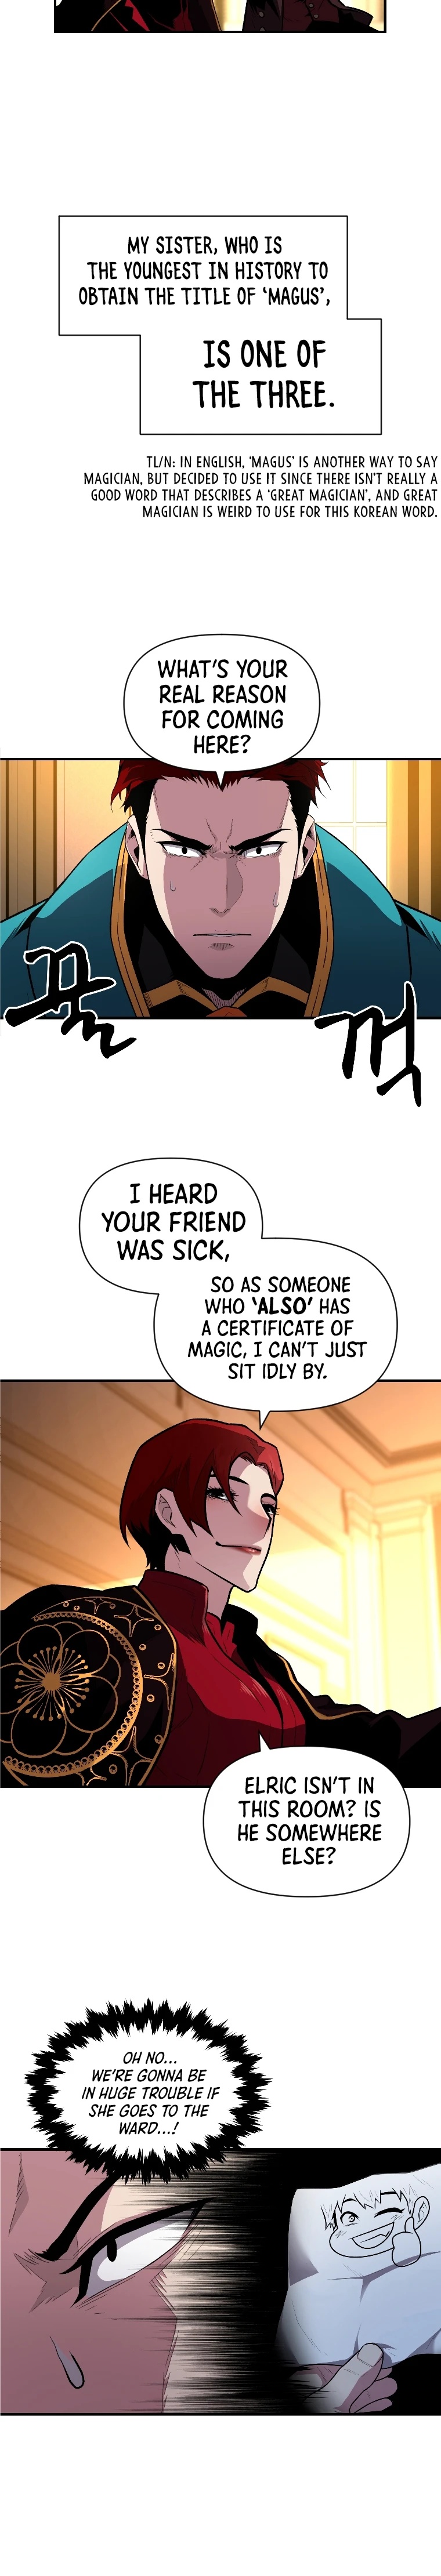 MY SISTER, WHO IS
THE YOUNGEST IN HISTORY TO
OBTAIN THE TITLE OF 'MAGUS',
IS ONE OF
THE THREE.
TL/N: IN ENGLISH, 'MAGUS' IS ANOTHER WAY TO SAY
MAGICIAN, BUT DECIDED TO USE IT SINCE THERE ISN'T REALLY A
GOOD WORD THAT DESCRIBES A 'GREAT MAGICIAN', AND GREAT
MAGICIAN IS WEIRD TO USE FOR THIS KOREAN WORD.
WHAT'S YOUR
REAL REASON
FOR COMING
HERE?
꿀
꺽
I HEARD
YOUR FRIEND
WAS SICK,
SO AS SOMEONE
WHO 'ALSO' HAS
A CERTIFICATE OF
MAGIC, I CAN'T JUST
SIT IDLY BY.
ELRIC ISN'T IN
THIS ROOM? IS
HE SOMEWHERE
ELSE?
OH NO...
WE'RE GONNA BE
IN HUGE TROUBLE IF
SHE GOES TO THE
WARD...!